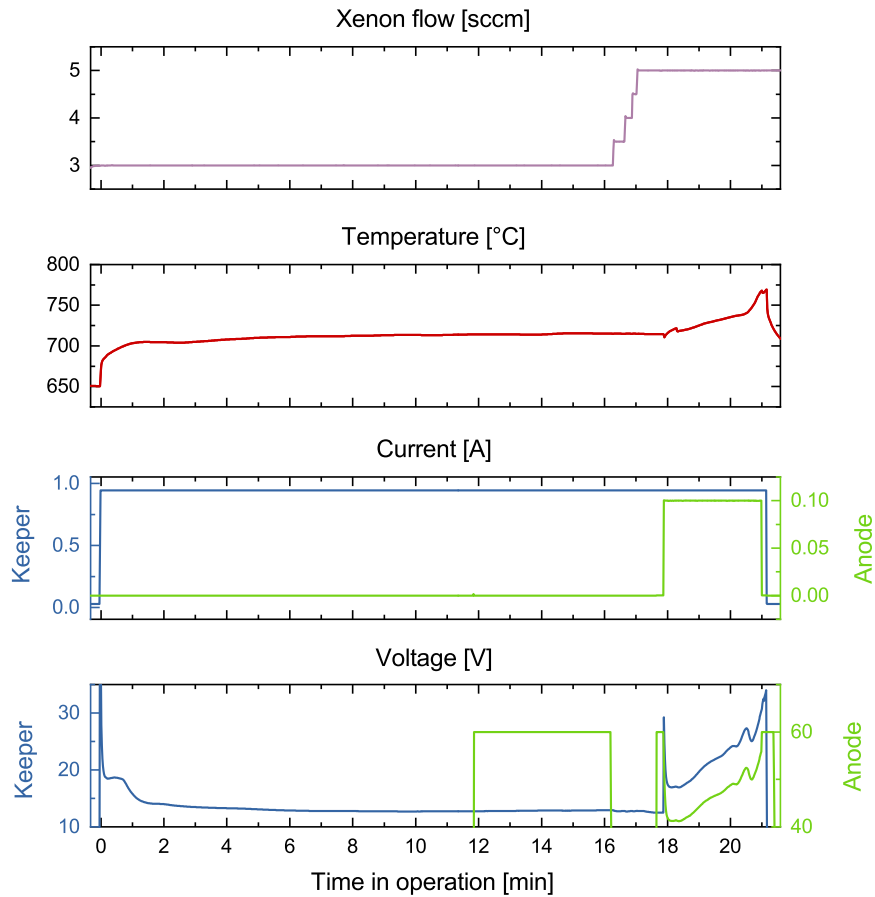 Xenon flow [sccm]
5
4
3
Temperature [°C]
800
750
700
650
Current [A]
1.0
0.5
0.0
Keeper
0.10
0.05
0.00
Anode
Voltage [V]
30
20
10
Keeper
60
40
Anode
0 2 4 6 8 10 12 14 16 18 20
Time in operation [min]